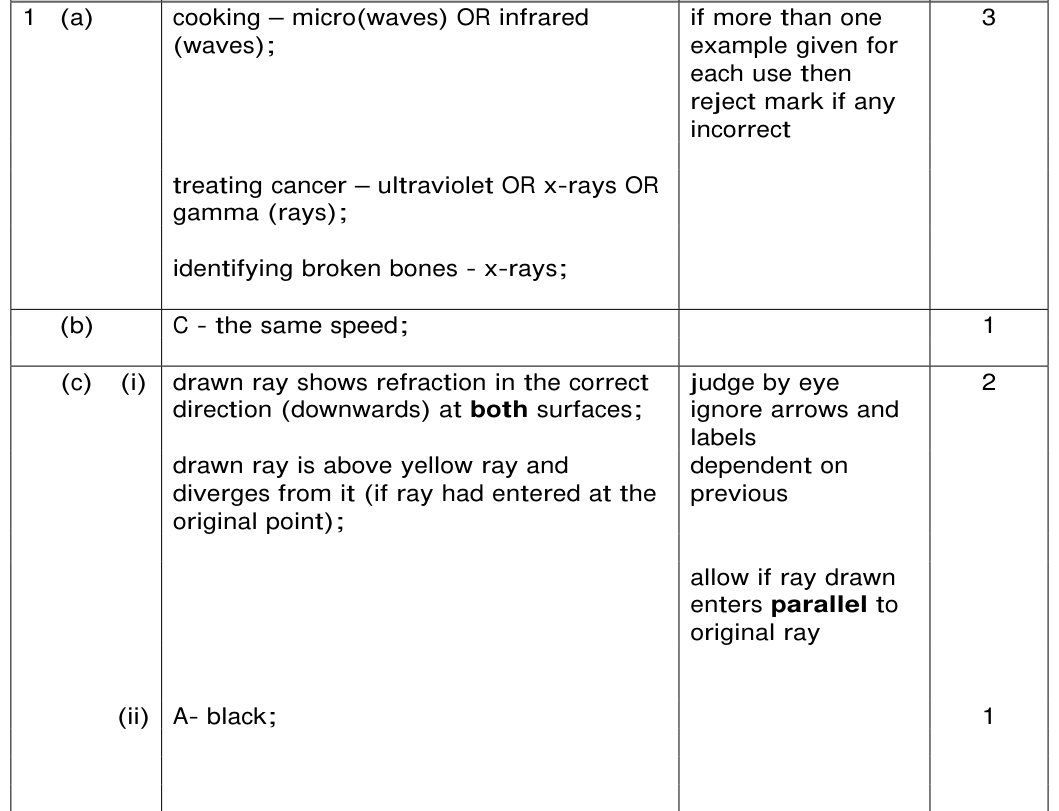 1 (a) cooking – micro(waves) OR infrared if more than one 3
(waves); example given for
each use then
reject mark if any
incorrect
treating cancer – ultraviolet OR x-rays OR
gamma (rays);
identifying broken bones - x-rays;
(b) C - the same speed; 1
(c) (i) drawn ray shows refraction in the correct judge by eye 2
direction (downwards) at both surfaces; ignore arrows and
labels
drawn ray is above yellow ray and dependent on
diverges from it (if ray had entered at the previous
original point);
allow if ray drawn
enters parallel to
original ray
(ii) A- black; 1